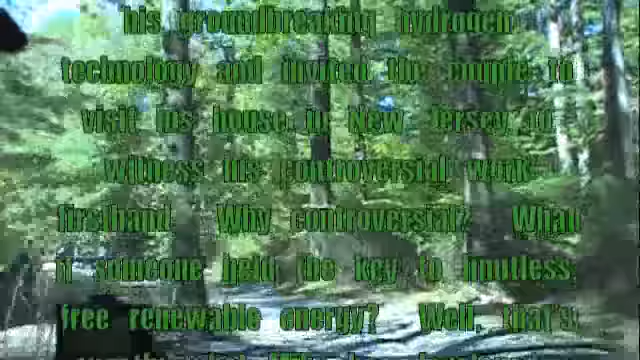 his groundbreaking hydrogen
technology and invited the couple to
visit his house in New Jersey to
witness his controversial work
firsthand. Why controversial? What
if someone held the key to limitless,
free renewable energy? Well, that's